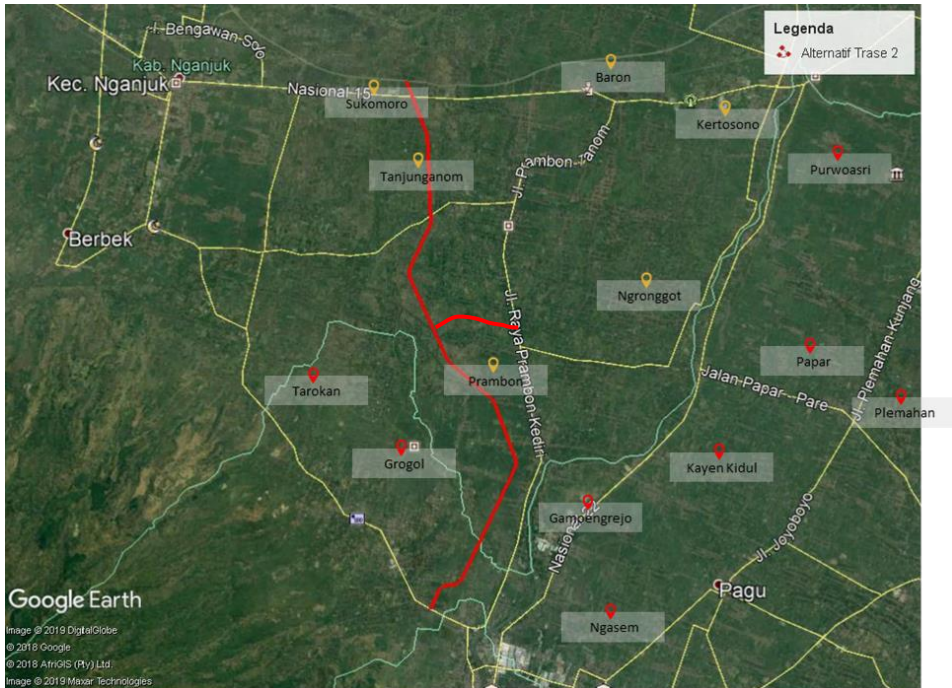 Legenda
Alternatif Trase 2
Jl. Bengawan Solo
Kab. Nganjuk
Kec. Nganjuk
Nasional 15
Sukomoro
Baron
Kertosono
Purwoasri
Tanjunganom
Jl. Prambon-Tanom
Berbek
Ngronggot
Jl. Raya Prambon-Kediri
Jl. Plemahan-Kunjang
Papar
Jalan Papar - Pare
Plemahan
Prambon
Tarokan
Grogol
Kayen Kidul
Gampengrejo
Nasional
Jl. Joyoboyo
Pagu
Ngasem
Google Earth
Image © 2019 DigitalGlobe
© 2018 Google
© 2018 AfriGIS (Pty) Ltd.
Image © 2019 Maxar Technologies